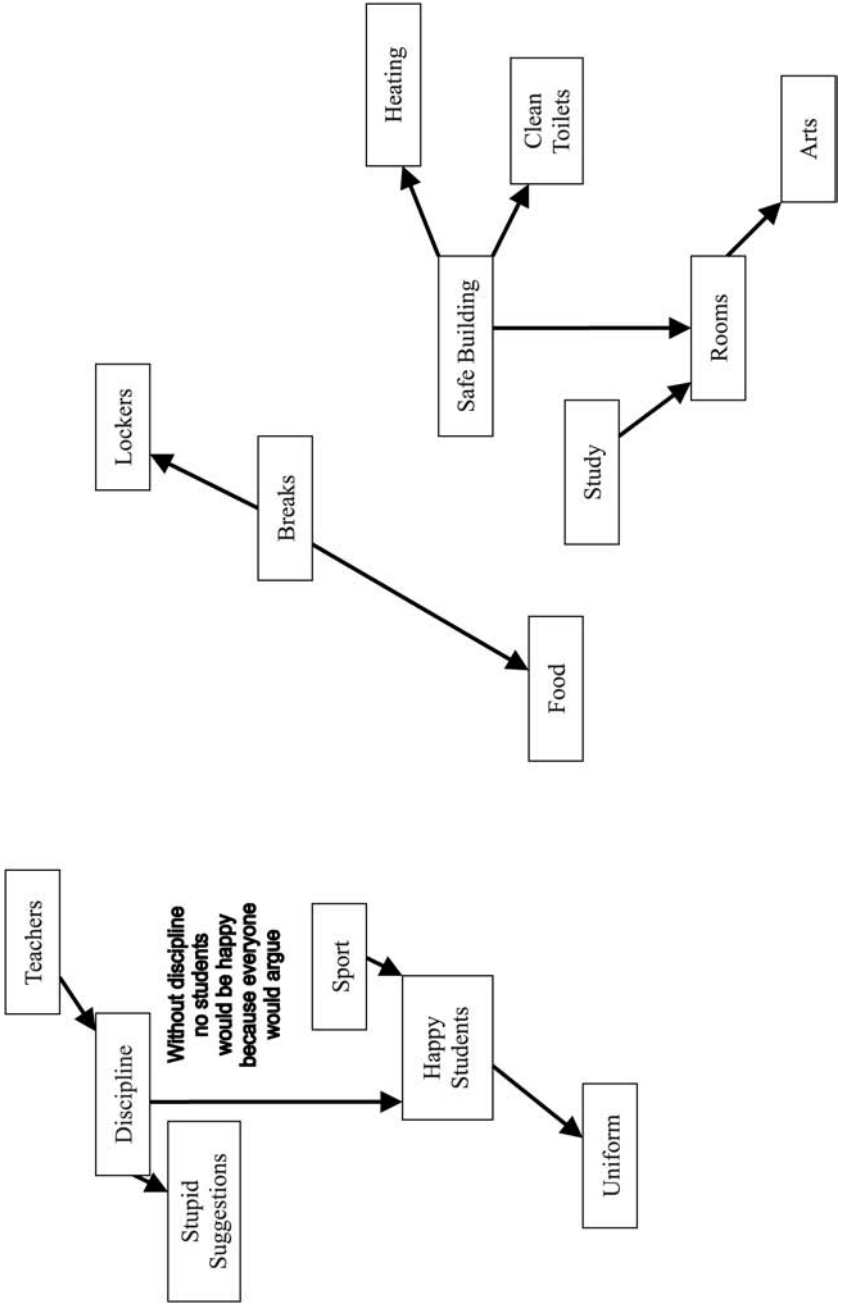 Teachers
Discipline
Lockers
Stupid
Suggestions
Without discipline
no students
would be happy
because everyone
would argue
Breaks
Sport
Heating
Happy
Students
Safe Building
Clean
Toilets
Food
Study
Uniform
Rooms
Arts